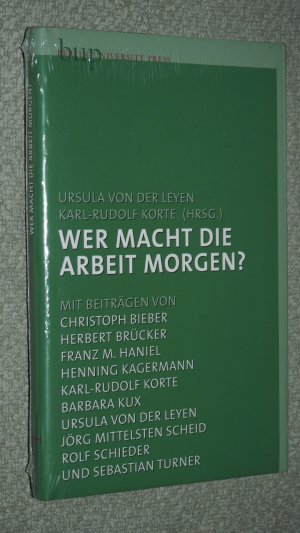 bup
UNIVERSITY PRESS
URSULA VON DER LEYEN
KARL-RUDOLF KORTE (HRSG.)
WER MACHT DIE
ARBEIT MORGEN?
MIT BEITRÄGEN VON
CHRISTOPH BIEBER
HERBERT BRÜCKER
FRANZ M. HANIEL
HENNING KAGERMANN
KARL-RUDOLF KORTE
BARBARA KUX
URSULA VON DER LEYEN
JÖRG MITTELSTEN SCHEID
ROLF SCHIEDER
UND SEBASTIAN TURNER
WER MACHT DIE ARBEIT MORGEN?